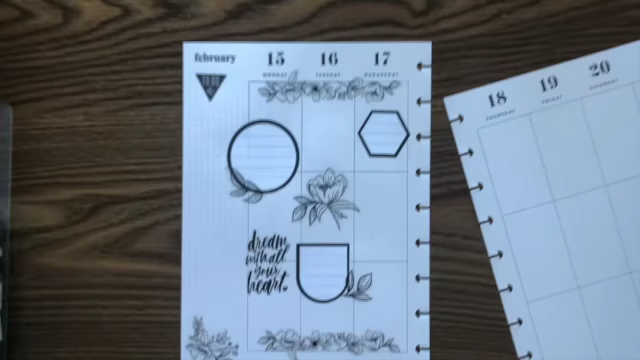 february
15 16 17
MONDAY TUESDAY WEDNESDAY
dream
with all
your
heart.
18 19 20
THURSDAY FRIDAY SATURDAY